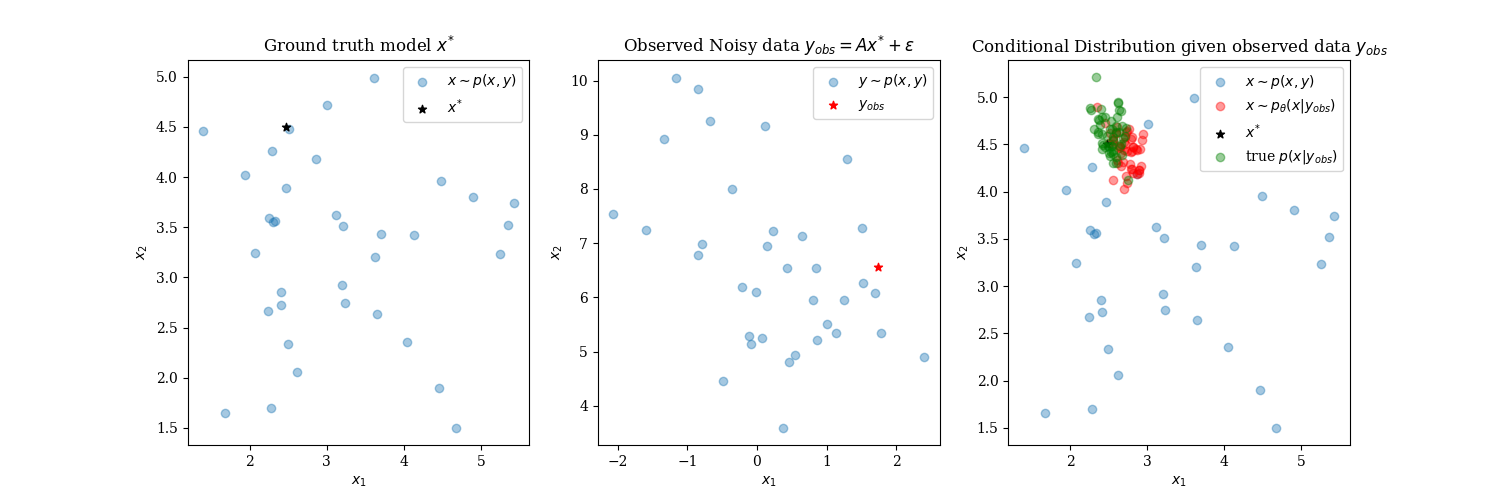 Ground truth model x*
x ~ p(x, y)
x*
5.0
4.5
4.0
3.5
3.0
2.5
2.0
1.5
x₂
2 3 4 5
x₁
Observed Noisy data y_obs = Ax* + ε
y ~ p(x, y)
y_obs
10
9
8
7
6
5
4
x₂
−2 −1 0 1 2
x₁
Conditional Distribution given observed data y_obs
x ~ p(x, y)
x ~ p_θ(x|y_obs)
x*
true p(x|y_obs)
5.0
4.5
4.0
3.5
3.0
2.5
2.0
1.5
x₂
2 3 4 5
x₁